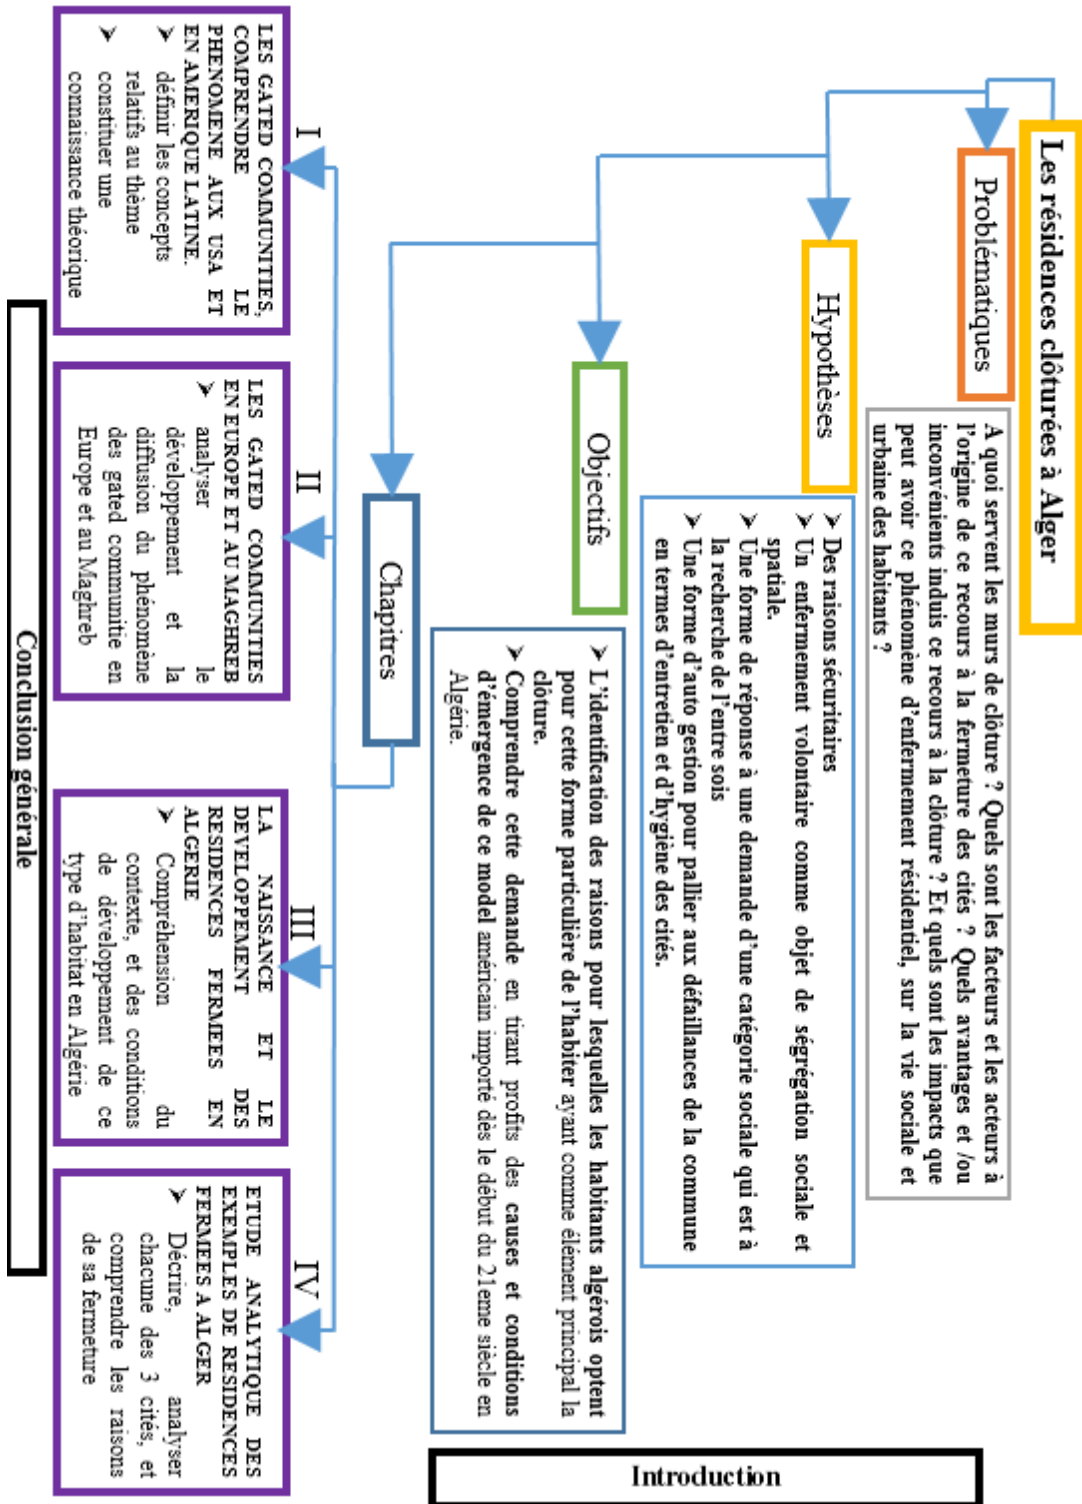 Les résidences clôturées à Alger
Problématiques
A quoi servent les murs de clôture ? Quels sont les facteurs et les acteurs à
l'origine de ce recours à la fermeture des cités ? Quels avantages et /ou
inconvénients induis ce recours à la clôture ? Et quels sont les impacts que
peut avoir ce phénomène d'enfermement résidentiel, sur la vie sociale et
urbaine des habitants ?
Hypothèses
➤ Des raisons sécuritaires
➤ Un enfermement volontaire comme objet de ségrégation sociale et
spatiale.
➤ Une forme de réponse à une demande d'une catégorie sociale qui est à
la recherche de l'entre sois
➤ Une forme d'auto gestion pour pallier aux défaillances de la commune
en termes d'entretien et d'hygiène des cités.
Objectifs
➤ L'identification des raisons pour lesquelles les habitants algérois optent
pour cette forme particulière de l'habiter ayant comme élément principal la
clôture.
➤ Comprendre cette demande en tirant profits des causes et conditions
d'émergence de ce model américain importé dès le début du 21eme siècle en
Algérie.
Introduction
Chapitres
I
LES GATED COMMUNITIES,
COMPRENDRE LE
PHENOMENE AUX USA ET
EN AMERIQUE LATINE.
➤ définir les concepts
relatifs au thème
➤ constituer une
connaissance théorique
II
LES GATED COMMUNITIES
EN EUROPE ET AU MAGHREB
➤ analyser le
développement et la
diffusion du phénomène
des gated communitie en
Europe et au Maghreb
III
LA NAISSANCE ET LE
DEVELOPPEMENT DES
RESIDENCES FERMEES EN
ALGERIE
➤ Compréhension du
contexte, et des conditions
de développement de ce
type d'habitat en Algérie
IV
ETUDE ANALYTIQUE DES
EXEMPLES DE RESIDENCES
FERMEES A ALGER
➤ Décrire, analyser
chacune des 3 cités, et
comprendre les raisons
de sa fermeture
Conclusion générale